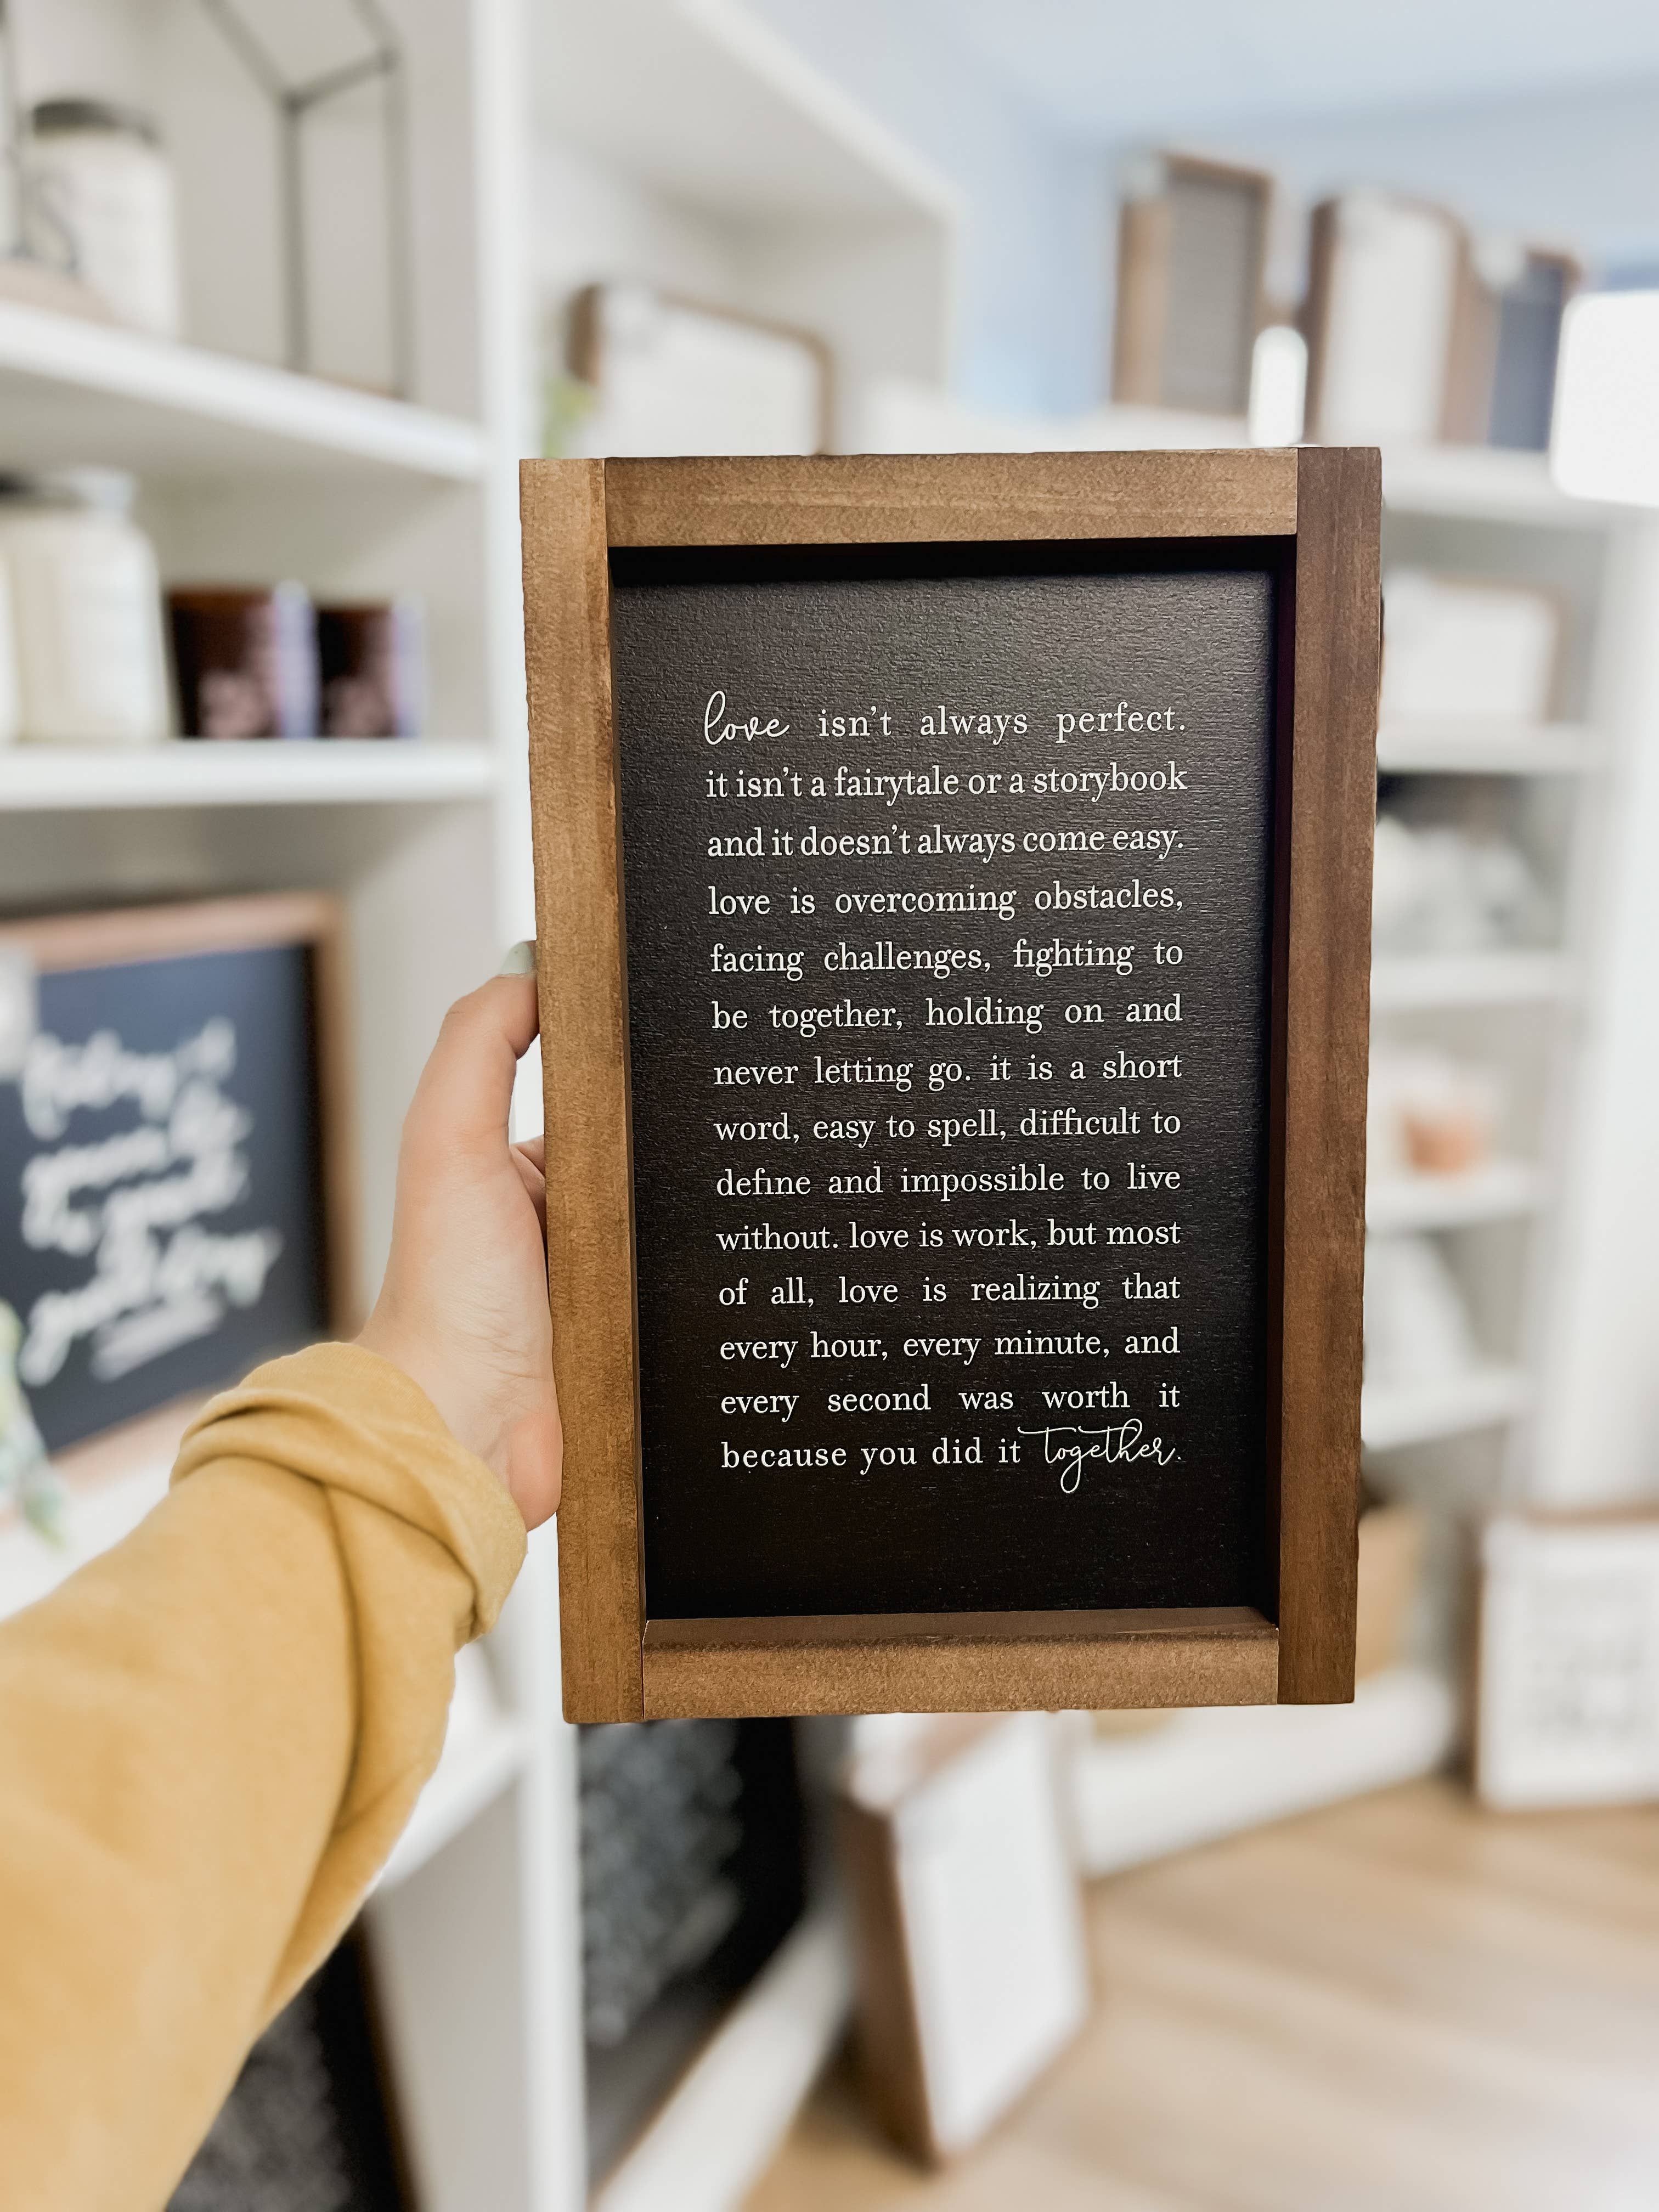 love isn't always perfect.
it isn't a fairytale or a storybook
and it doesn't always come easy.
love is overcoming obstacles,
facing challenges, fighting to
be together, holding on and
never letting go. it is a short
word, easy to spell, difficult to
define and impossible to live
without. love is work, but most
of all, love is realizing that
every hour, every minute, and
every second was worth it
because you did it together.